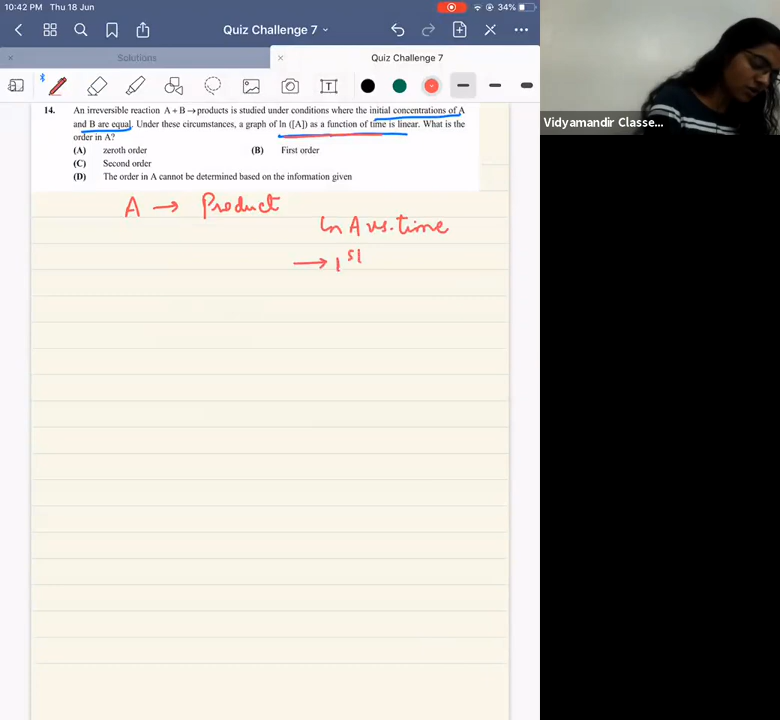 10:42 PM Thu 18 Jun
34%
Quiz Challenge 7
Solutions
Quiz Challenge 7
T
14. An irreversible reaction A + B → products is studied under conditions where the initial concentrations of A
and B are equal. Under these circumstances, a graph of ln ([A]) as a function of time is linear. What is the
order in A?
(A) zeroth order (B) First order
(C) Second order
(D) The order in A cannot be determined based on the information given
A → Product
ln A vs. time
→ 1st
Vidyamandir Classe...